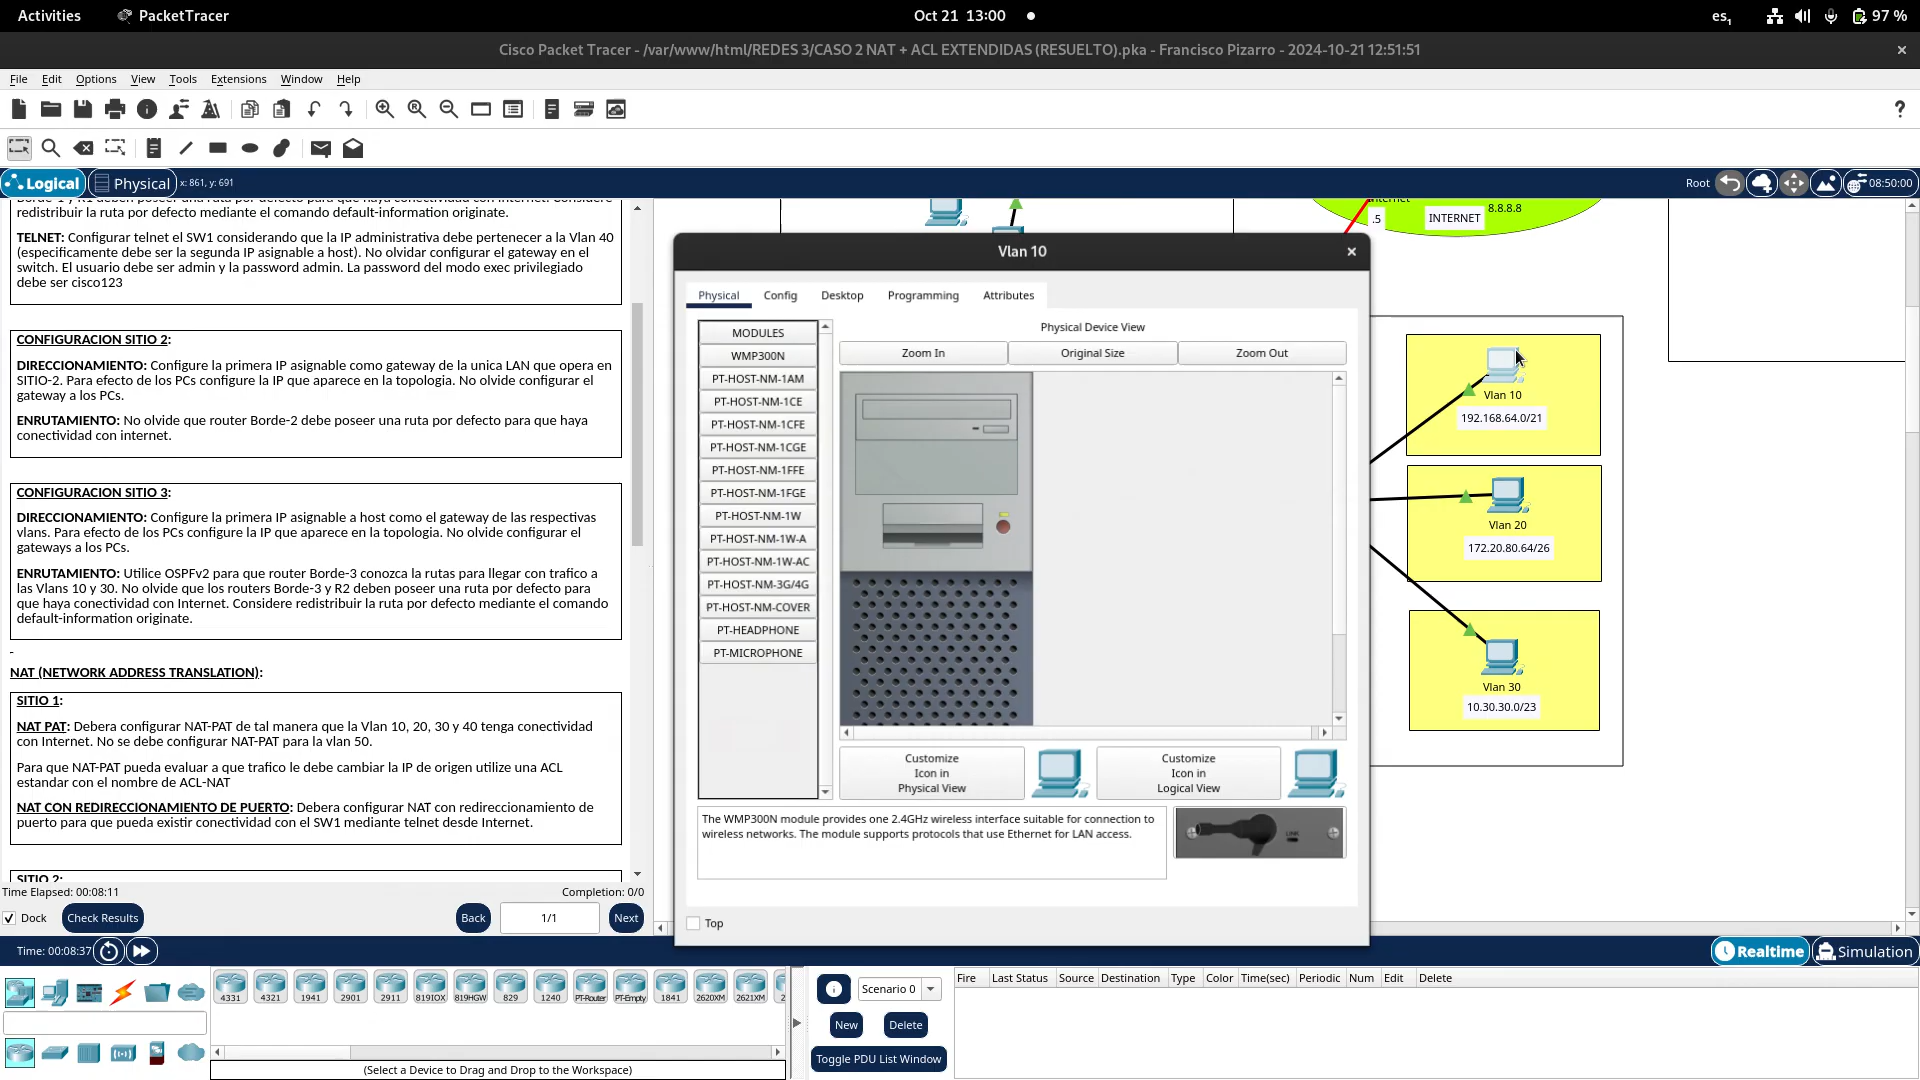 Activities
PacketTracer
Oct 21 13:00
es₁
97 %
Cisco Packet Tracer - /var/www/html/REDES 3/CASO 2 NAT + ACL EXTENDIDAS (RESUELTO).pka - Francisco Pizarro - 2024-10-21 12:51:51
File Edit Options View Tools Extensions Window Help
Logical
Physical
x: 861, y: 691
Root
08:50:00
redistribuir la ruta por defecto mediante el comando default-information originate.
TELNET: Configurar telnet el SW1 considerando que la IP administrativa debe pertenecer a la Vlan 40
(especificamente debe ser la segunda IP asignable a host). No olvidar configurar el gateway en el
switch. El usuario debe ser admin y la password admin. La password del modo exec privilegiado
debe ser cisco123
CONFIGURACION SITIO 2:
DIRECCIONAMIENTO: Configure la primera IP asignable como gateway de la unica LAN que opera en
SITIO-2. Para efecto de los PCs configure la IP que aparece en la topologia. No olvide configurar el
gateway a los PCs.
ENRUTAMIENTO: No olvide que router Borde-2 debe poseer una ruta por defecto para que haya
conectividad con internet.
CONFIGURACION SITIO 3:
DIRECCIONAMIENTO: Configure la primera IP asignable a host como el gateway de las respectivas
vlans. Para efecto de los PCs configure la IP que aparece en la topologia. No olvide configurar el
gateways a los PCs.
ENRUTAMIENTO: Utilice OSPFv2 para que router Borde-3 conozca la rutas para llegar con trafico a
las Vlans 10 y 30. No olvide que los routers Borde-3 y R2 deben poseer una ruta por defecto para
que haya conectividad con Internet. Considere redistribuir la ruta por defecto mediante el comando
default-information originate.
NAT (NETWORK ADDRESS TRANSLATION):
SITIO 1:
NAT PAT: Debera configurar NAT-PAT de tal manera que la Vlan 10, 20, 30 y 40 tenga conectividad
con Internet. No se debe configurar NAT-PAT para la vlan 50.
Para que NAT-PAT pueda evaluar a que trafico le debe cambiar la IP de origen utilize una ACL
estandar con el nombre de ACL-NAT
NAT CON REDIRECCIONAMIENTO DE PUERTO: Debera configurar NAT con redireccionamiento de
puerto para que pueda existir conectividad con el SW1 mediante telnet desde Internet.
SITIO 2:
Time Elapsed: 00:08:11
Completion: 0/0
Dock
Check Results
Back
1/1
Next
.5
INTERNET
8.8.8.8
Vlan 10
Physical Config Desktop Programming Attributes
MODULES
WMP300N
PT-HOST-NM-1AM
PT-HOST-NM-1CE
PT-HOST-NM-1CFE
PT-HOST-NM-1CGE
PT-HOST-NM-1FFE
PT-HOST-NM-1FGE
PT-HOST-NM-1W
PT-HOST-NM-1W-A
PT-HOST-NM-1W-AC
PT-HOST-NM-3G/4G
PT-HOST-NM-COVER
PT-HEADPHONE
PT-MICROPHONE
Physical Device View
Zoom In
Original Size
Zoom Out
Customize
Icon in
Physical View
Customize
Icon in
Logical View
The WMP300N module provides one 2.4GHz wireless interface suitable for connection to
wireless networks. The module supports protocols that use Ethernet for LAN access.
LINK
Top
Vlan 10
192.168.64.0/21
Vlan 20
172.20.80.64/26
Vlan 30
10.30.30.0/23
Time: 00:08:37
Realtime
Simulation
4331 4321 1941 2901 2911 819IOX 819HGW 829 1240 PT-Router PT-Empty 1841 2620XM 2621XM
(Select a Device to Drag and Drop to the Workspace)
Scenario 0
New
Delete
Toggle PDU List Window
Fire Last Status Source Destination Type Color Time(sec) Periodic Num Edit Delete